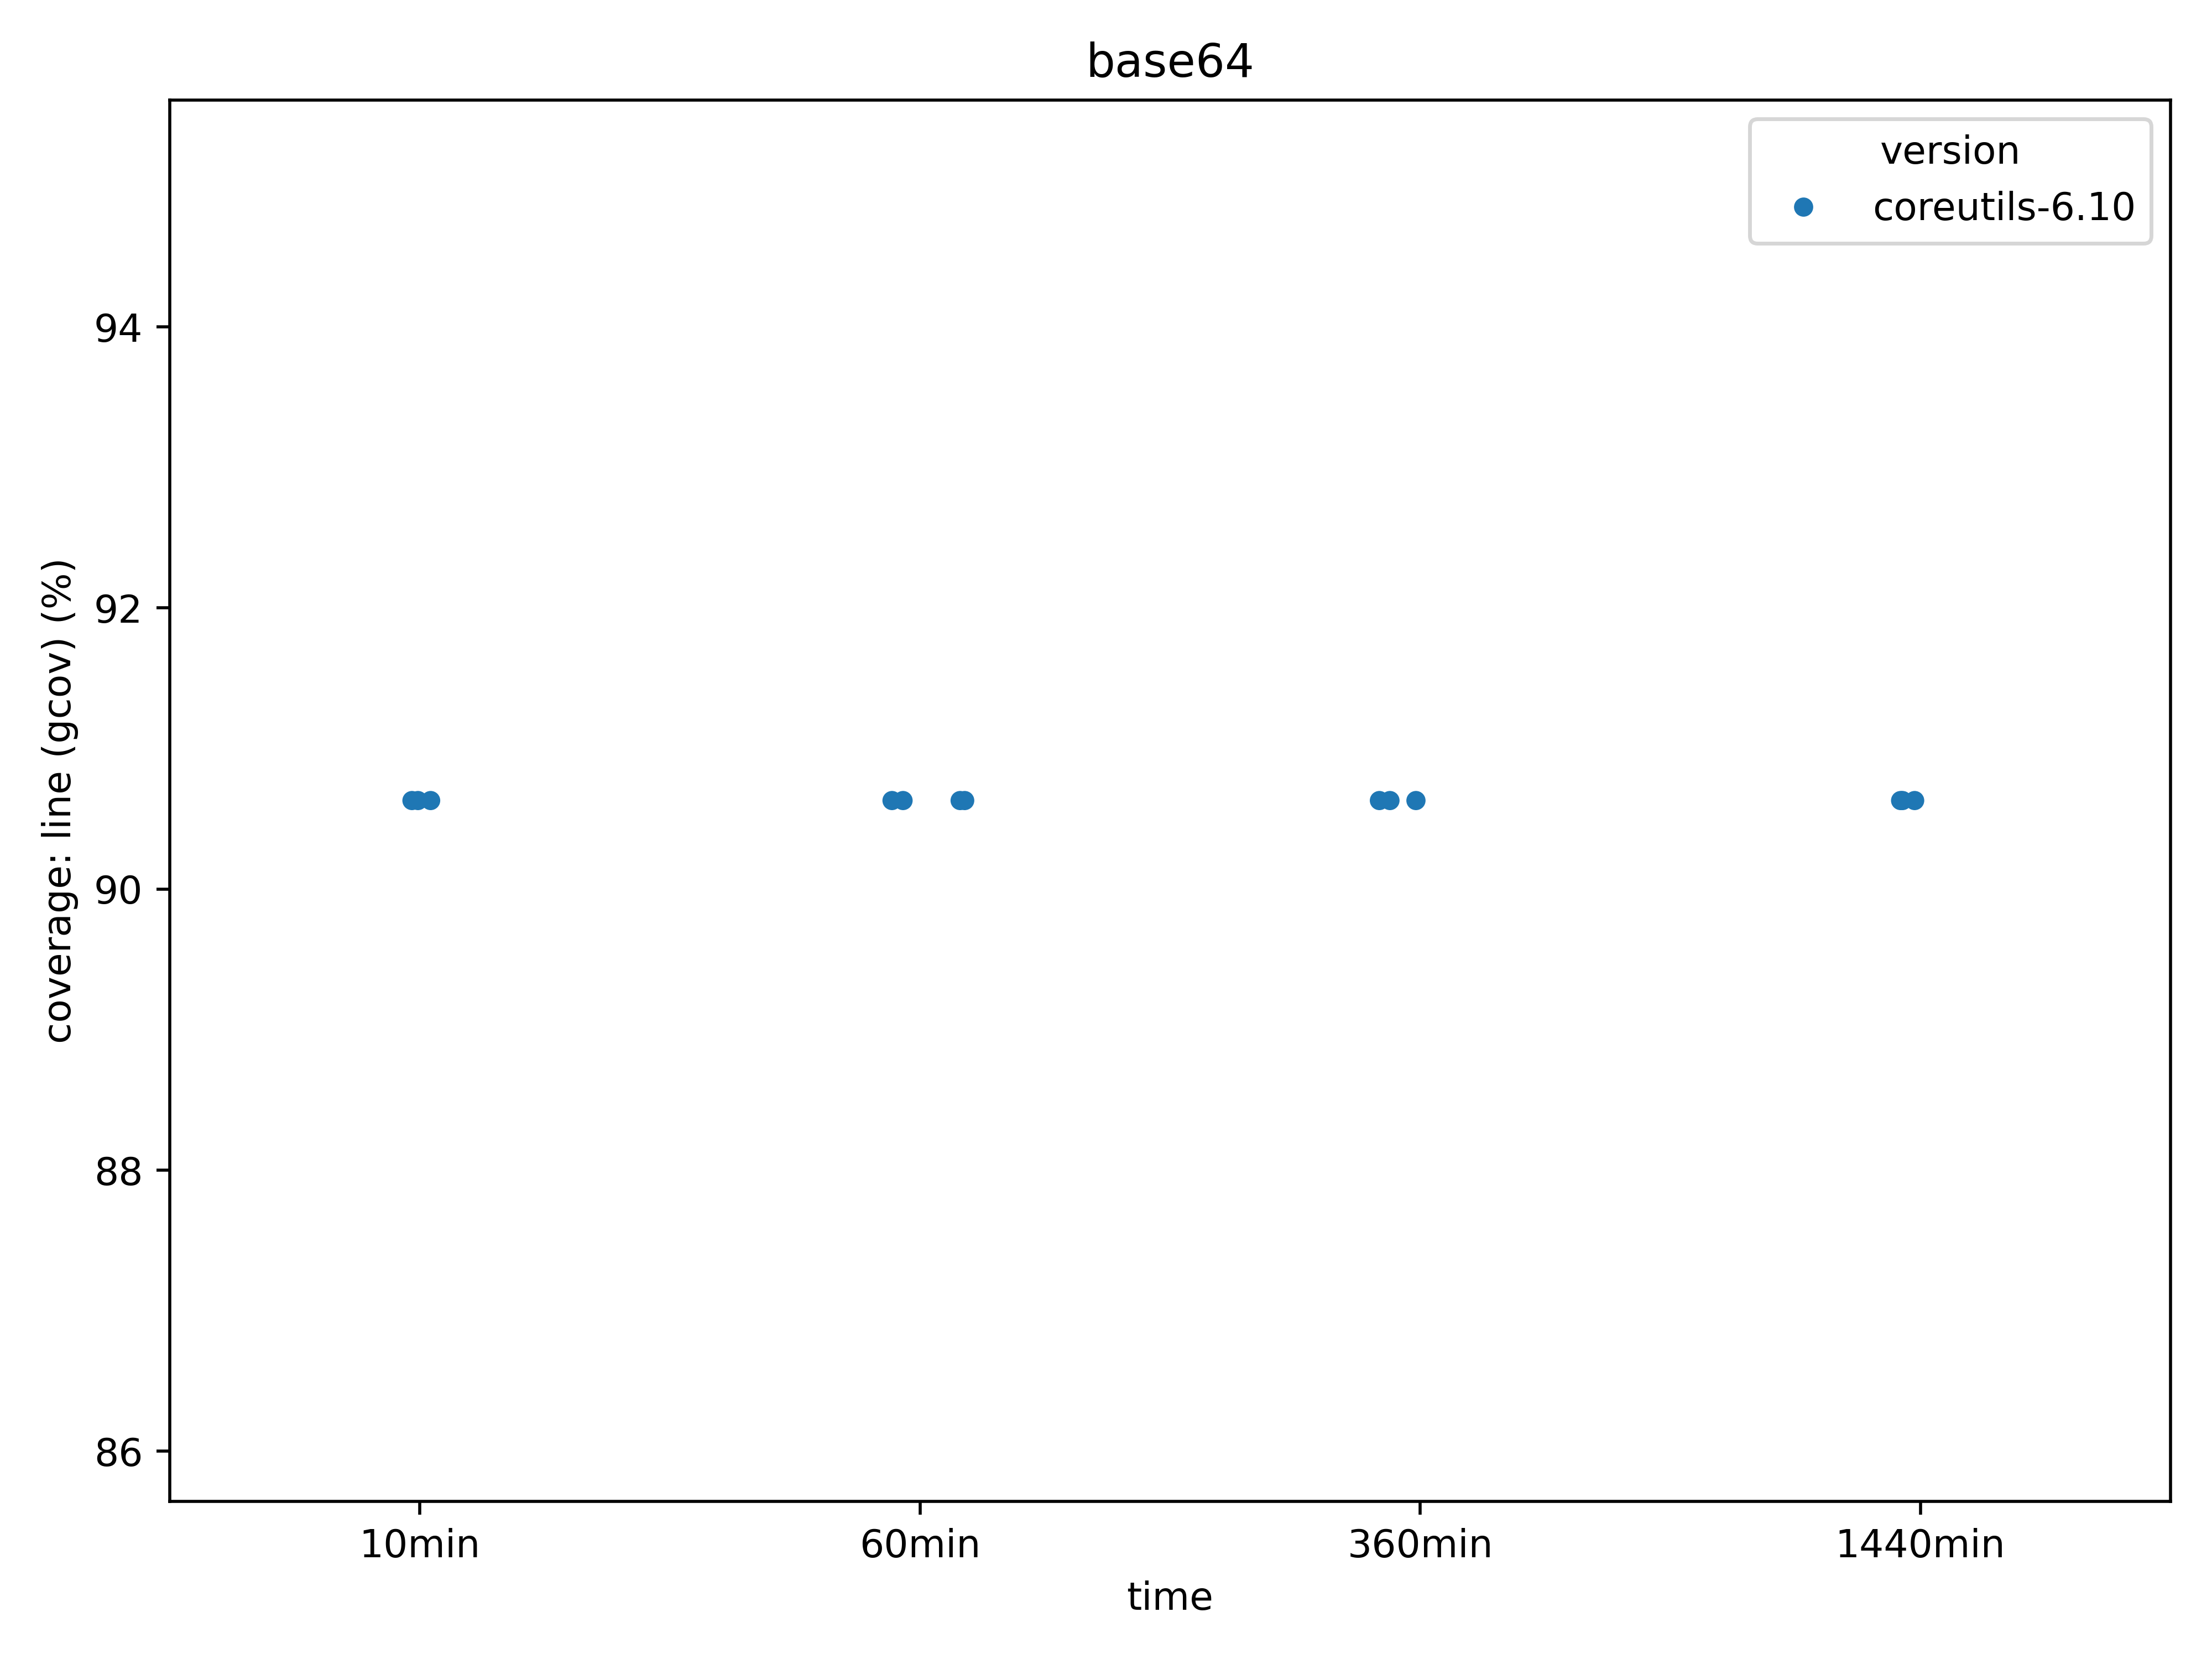 base64
version
coreutils-6.10
coverage: line (gcov) (%)
94
92
90
88
86
10min
60min
360min
1440min
time